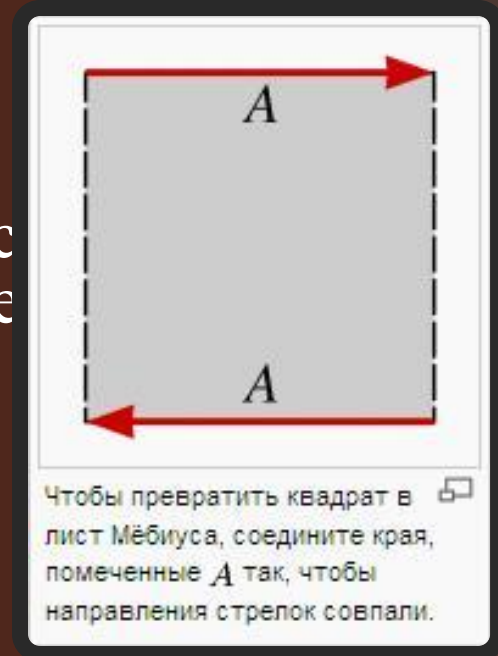 A
A
Чтобы превратить квадрат в
лист Мёбиуса, соедините края,
помеченные A так, чтобы
направления стрелок совпали.